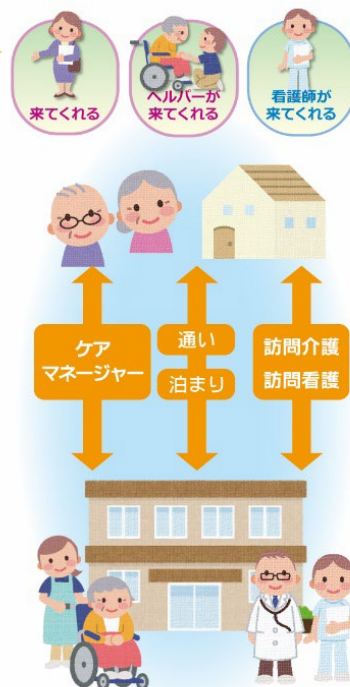 来てくれる
ヘルパーが
来てくれる
看護師が
来てくれる
ケア
マネージャー
通い
泊まり
訪問介護
訪問看護